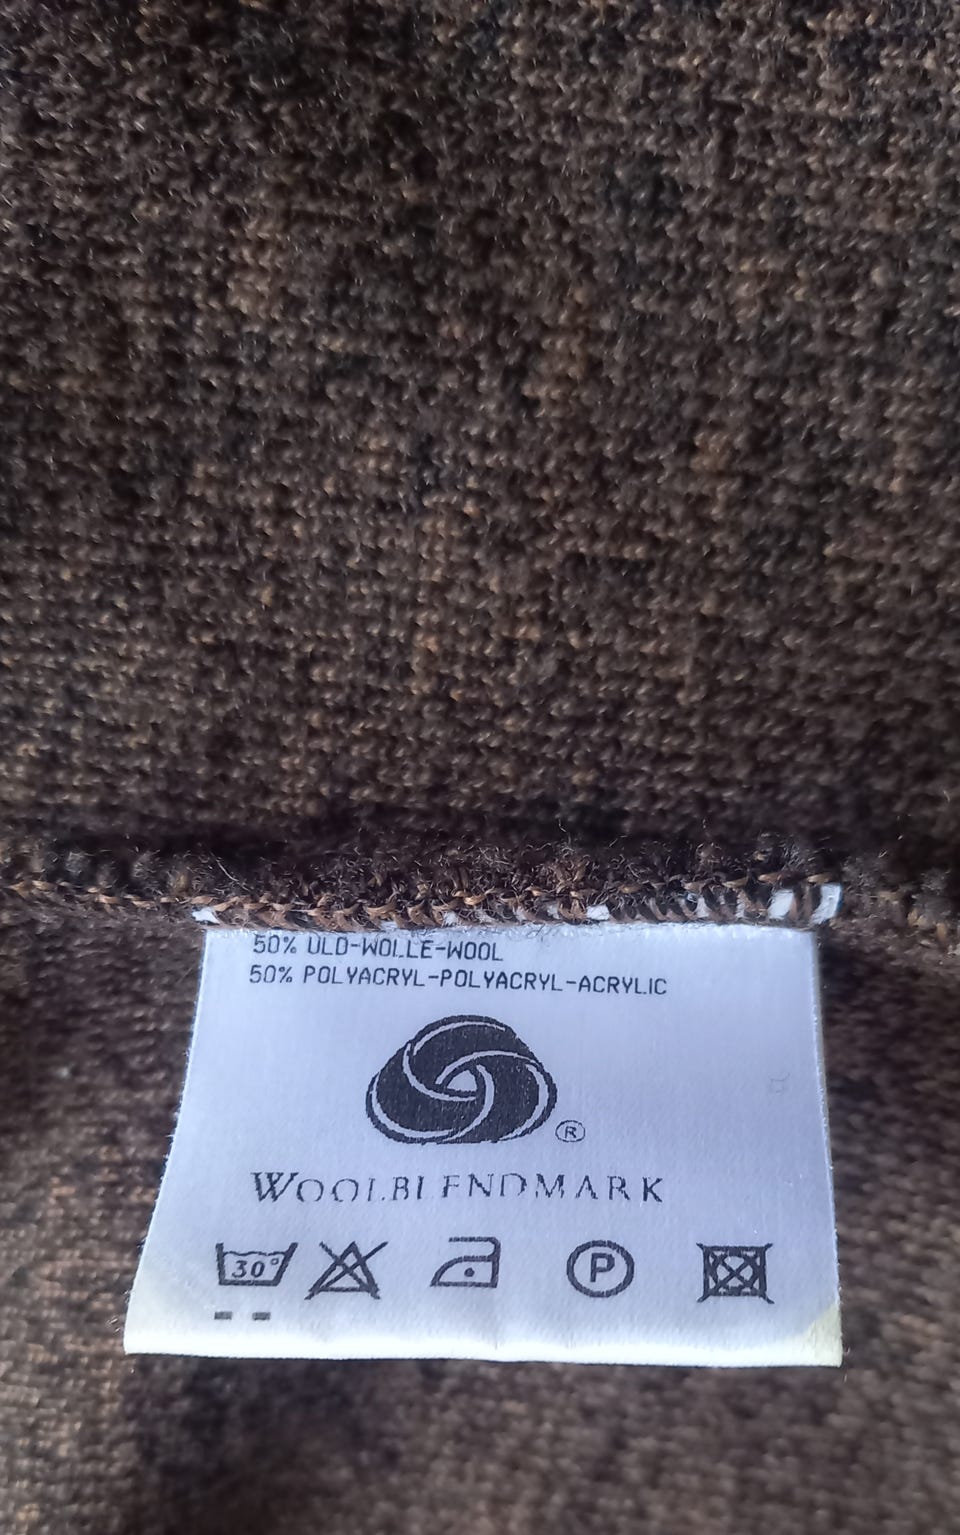 50% ULD-WOLLE-WOOL
50% POLYACRYL-POLYACRYL-ACRYLIC
®
WOOLBLENDMARK
30° P